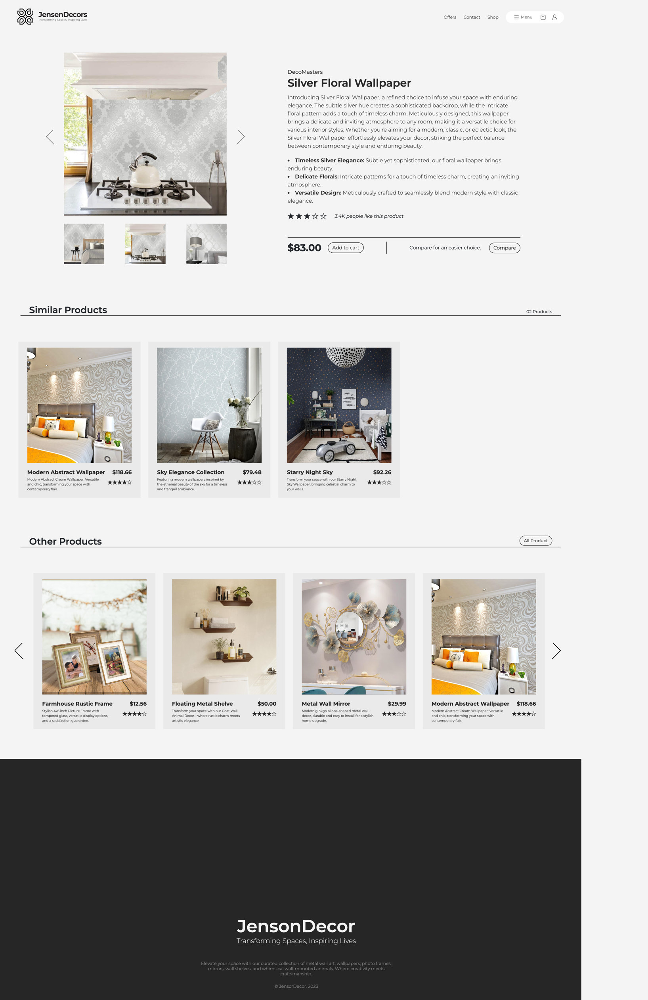 JensenDecors
Transforming Spaces, Inspiring Lives
Offers
Contact
Shop
Menu
DecoMasters
Silver Floral Wallpaper
Introducing Silver Floral Wallpaper, a refined choice to infuse your space with enduring
elegance. The subtle silver hue creates a sophisticated backdrop, while the intricate
floral pattern adds a touch of timeless charm. Meticulously designed, this wallpaper
brings a delicate and inviting atmosphere to any room, making it a versatile choice for
various interior styles. Whether you're aiming for a modern, classic, or eclectic look, the
Silver Floral Wallpaper effortlessly elevates your decor, striking the perfect balance
between contemporary style and enduring beauty.
• Timeless Silver Elegance: Subtle yet sophisticated, our floral wallpaper brings
enduring beauty.
• Delicate Florals: Intricate patterns for a touch of timeless charm, creating an inviting
atmosphere.
• Versatile Design: Meticulously crafted to seamlessly blend modern style with classic
elegance.
★★★☆☆ 3.4K people like this product
$83.00
Add to cart
Compare for an easier choice.
Compare
Similar Products
02 Products
Modern Abstract Wallpaper
$118.66
Modern Abstract Cream Wallpaper: Versatile
and chic, transforming your space with
contemporary flair.
★★★★☆
Sky Elegance Collection
$79.48
Featuring modern wallpapers inspired by
the ethereal beauty of the sky for a timeless
and tranquil ambiance.
★★★☆☆
Starry Night Sky
$92.26
Transform your space with our Starry Night
Sky Wallpaper, bringing celestial charm to
your walls.
★★★☆☆
Other Products
All Product
Farmhouse Rustic Frame
$12.56
Stylish 4x6 inch Picture Frame with
tempered glass, versatile display options,
and a satisfaction guarantee.
★★★★☆
Floating Metal Shelve
$50.00
Transform your space with our Goat Wall
Animal Decor—where rustic charm meets
artistic elegance.
★★★★☆
Metal Wall Mirror
$29.99
Modern ginkgo biloba-shaped metal wall
decor, durable and easy to install for a stylish
home upgrade.
★★★☆☆
Modern Abstract Wallpaper
$118.66
Modern Abstract Cream Wallpaper: Versatile
and chic, transforming your space with
contemporary flair.
★★★★☆
JensonDecor
Transforming Spaces, Inspiring Lives
Elevate your space with our curated collection of metal wall art, wallpapers, photo frames,
mirrors, wall shelves, and whimsical wall-mounted animals. Where creativity meets
craftsmanship.
© JensorDecor. 2023